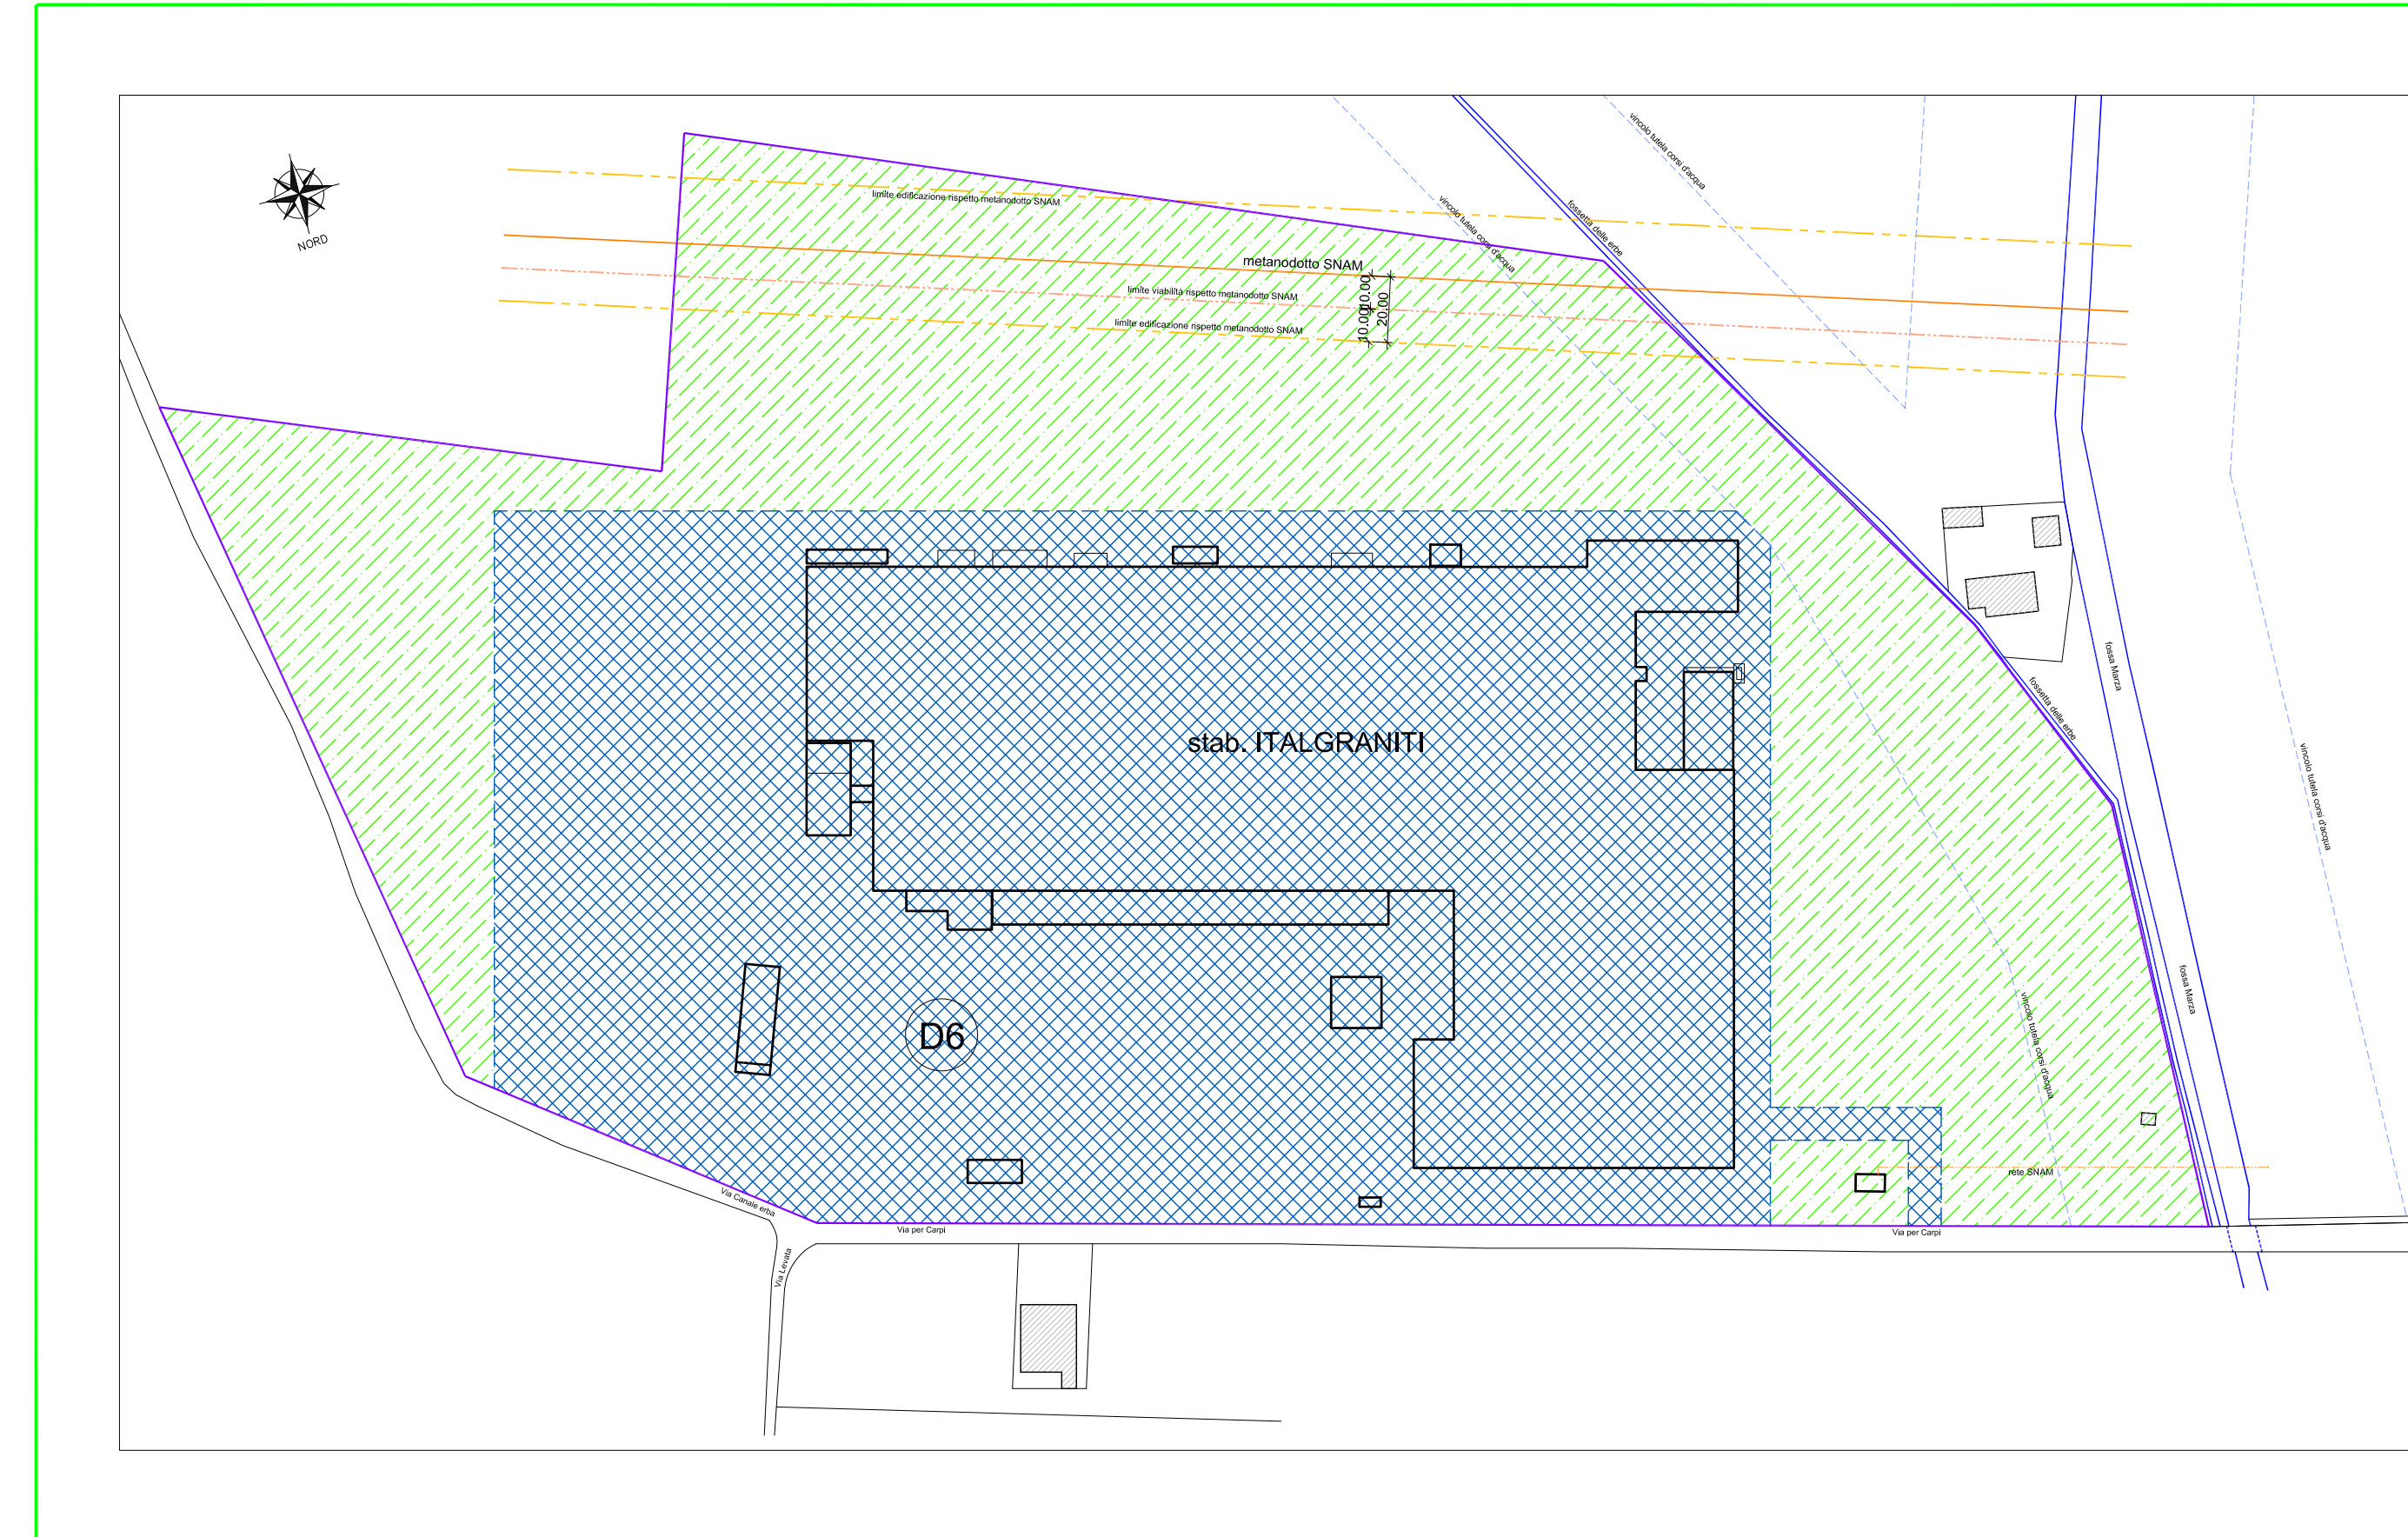 vincolo tutela corsi d'acqua
limite edificazione rispetto metanodotto SNAM
vincolo tutela corsi d'acqua
fossetta delle erbe
NORD
metanodotto SNAM
limite viabilità rispetto metanodotto SNAM
10.00
10.00
20.00
limite edificazione rispetto metanodotto SNAM
fossa Marza
fossetta delle erbe
stab. ITALGRANITI
vincolo tutela corsi d'acqua
fossa Marza
vincolo tutela corsi d'acqua
D6
rete SNAM
Via Canale erba
Via per Carpi
Via per Carpi
Via Levata